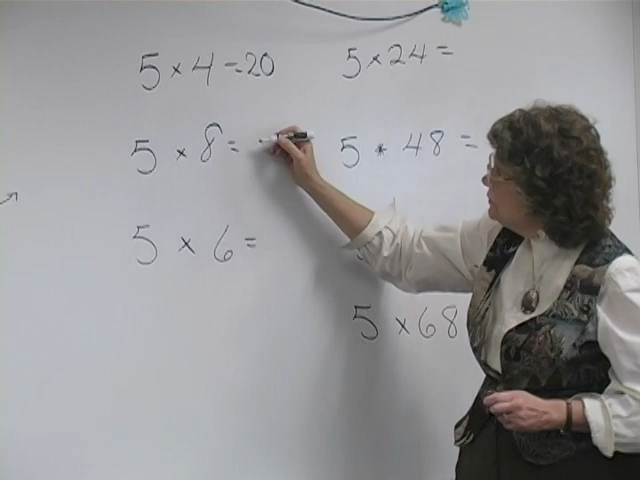 5 × 4 = 20
5 × 24 =
5 × 8 =
5 * 48 =
5 × 6 =
5 × 68